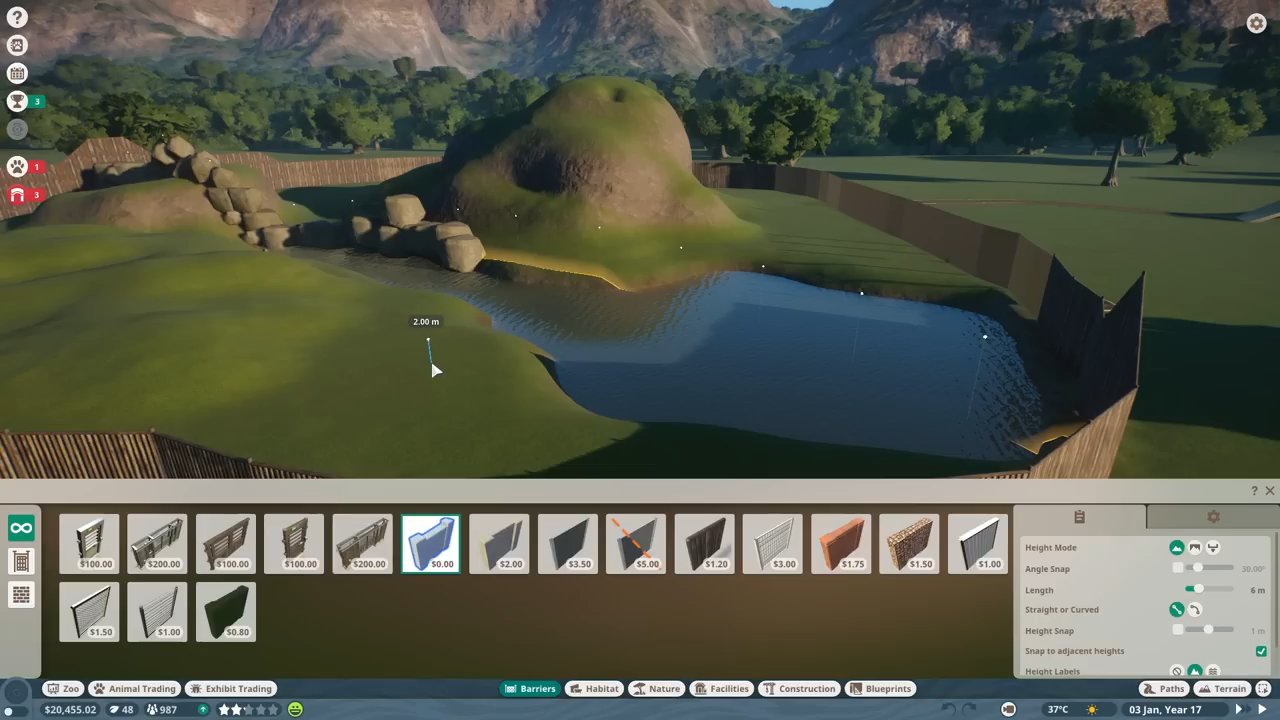 ?
3
1
3
2.00 m
?
$100.00 $200.00 $100.00 $100.00 $200.00 $0.00 $2.00 $3.50 $5.00 $1.20 $3.00 $1.75 $1.50 $1.00
$1.50 $1.00 $0.80
Height Mode
Angle Snap 30.00°
Length 6 m
Straight or Curved
Height Snap 1 m
Snap to adjacent heights
Height Labels
Zoo Animal Trading Exhibit Trading Barriers Habitat Nature Facilities Construction Blueprints Paths Terrain
$20,455.02 48 987 37°C 03 Jan, Year 17